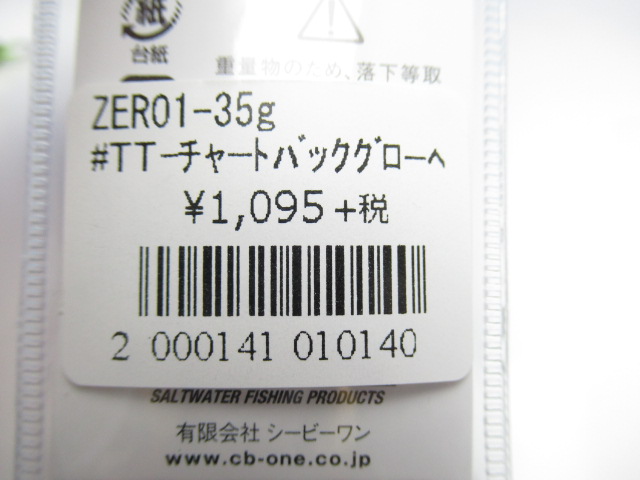 紙
台紙
重量物のため、落下等取
ZERO1-35g
#TT-チャートバックグローヘ
¥1,095+税
2 000141 010140
SALTWATER FISHING PRODUCTS
有限会社 シービーワン
www.cb-one.co.jp